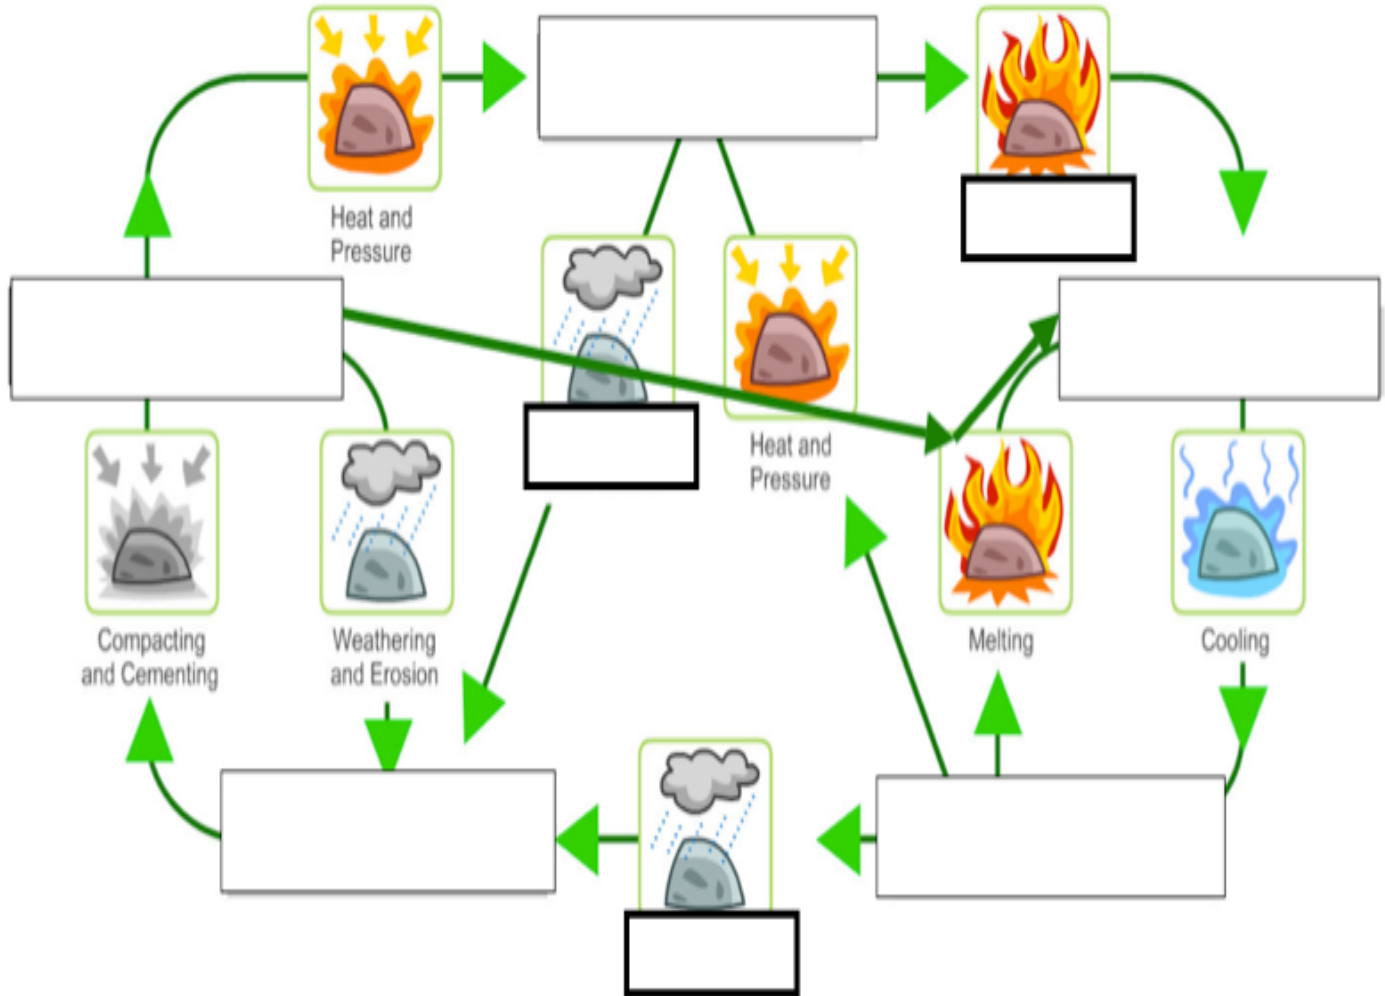 Heat and
Pressure
Heat and
Pressure
Compacting
and Cementing
Weathering
and Erosion
Melting
Cooling